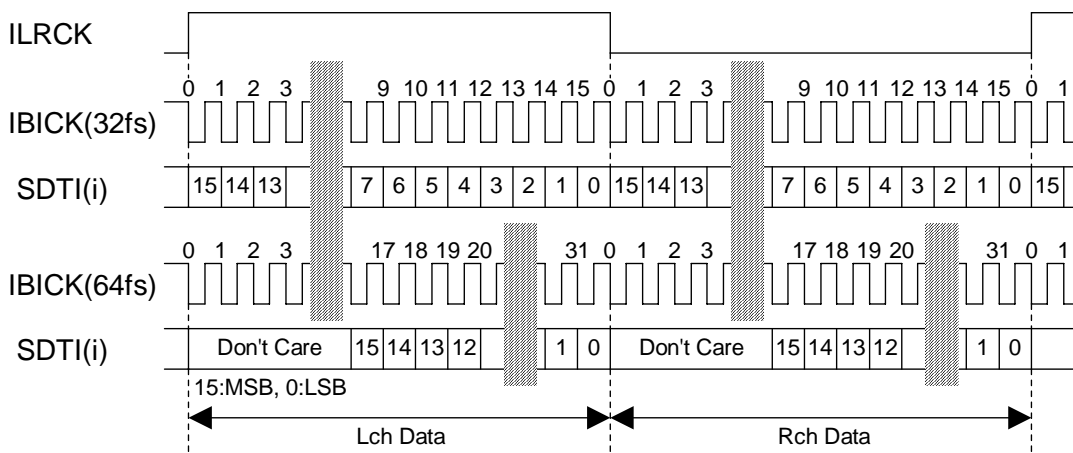 ILRCK
0 1 2 3 9 10 11 12 13 14 15 0 1 2 3 9 10 11 12 13 14 15 0 1
IBICK(32fs)
SDTI(i) 15 14 13 7 6 5 4 3 2 1 0 15 14 13 7 6 5 4 3 2 1 0 15
0 1 2 3 17 18 19 20 31 0 1 2 3 17 18 19 20 31 0 1
IBICK(64fs)
SDTI(i) Don't Care 15 14 13 12 1 0 Don't Care 15 14 13 12 1 0
15:MSB, 0:LSB
Lch Data Rch Data